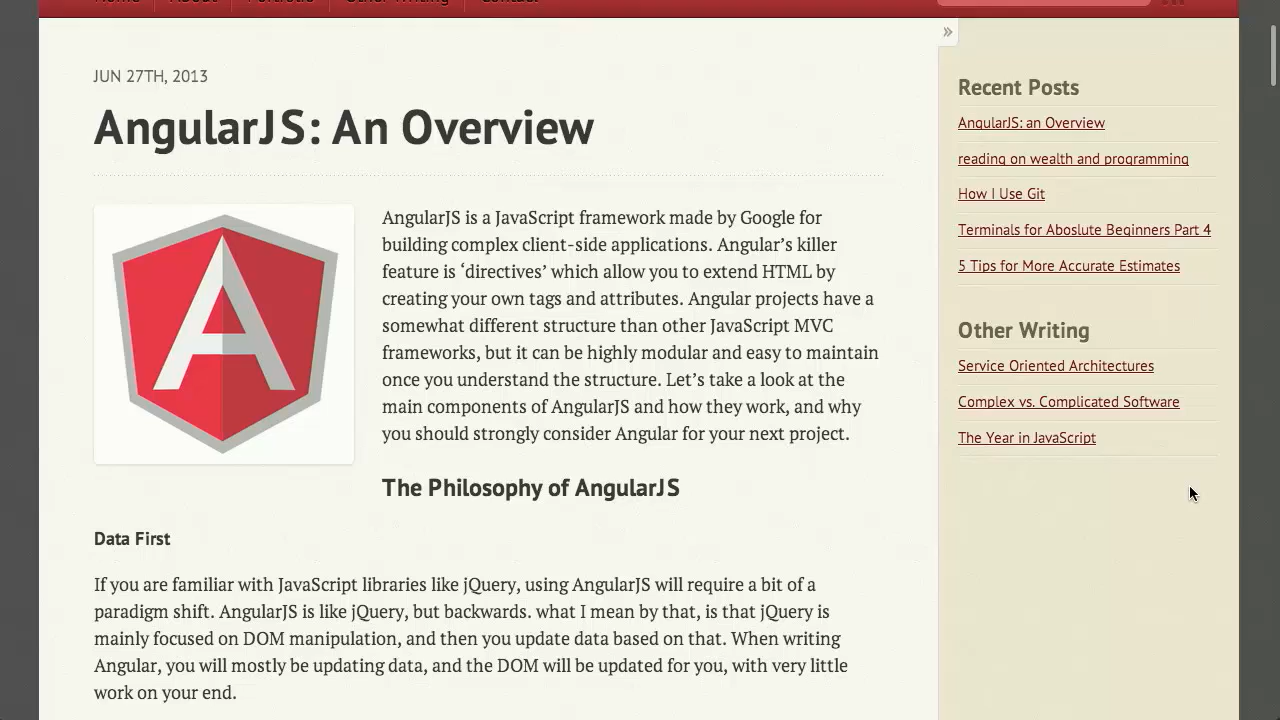 Home About Portfolio Other Writing Contact
»
JUN 27TH, 2013
AngularJS: An Overview
AngularJS is a JavaScript framework made by Google for
building complex client-side applications. Angular’s killer
feature is ‘directives’ which allow you to extend HTML by
creating your own tags and attributes. Angular projects have a
somewhat different structure than other JavaScript MVC
frameworks, but it can be highly modular and easy to maintain
once you understand the structure. Let’s take a look at the
main components of AngularJS and how they work, and why
you should strongly consider Angular for your next project.
The Philosophy of AngularJS
Data First
If you are familiar with JavaScript libraries like jQuery, using AngularJS will require a bit of a
paradigm shift. AngularJS is like jQuery, but backwards. what I mean by that, is that jQuery is
mainly focused on DOM manipulation, and then you update data based on that. When writing
Angular, you will mostly be updating data, and the DOM will be updated for you, with very little
work on your end.
Recent Posts
AngularJS: an Overview
reading on wealth and programming
How I Use Git
Terminals for Aboslute Beginners Part 4
5 Tips for More Accurate Estimates
Other Writing
Service Oriented Architectures
Complex vs. Complicated Software
The Year in JavaScript
A